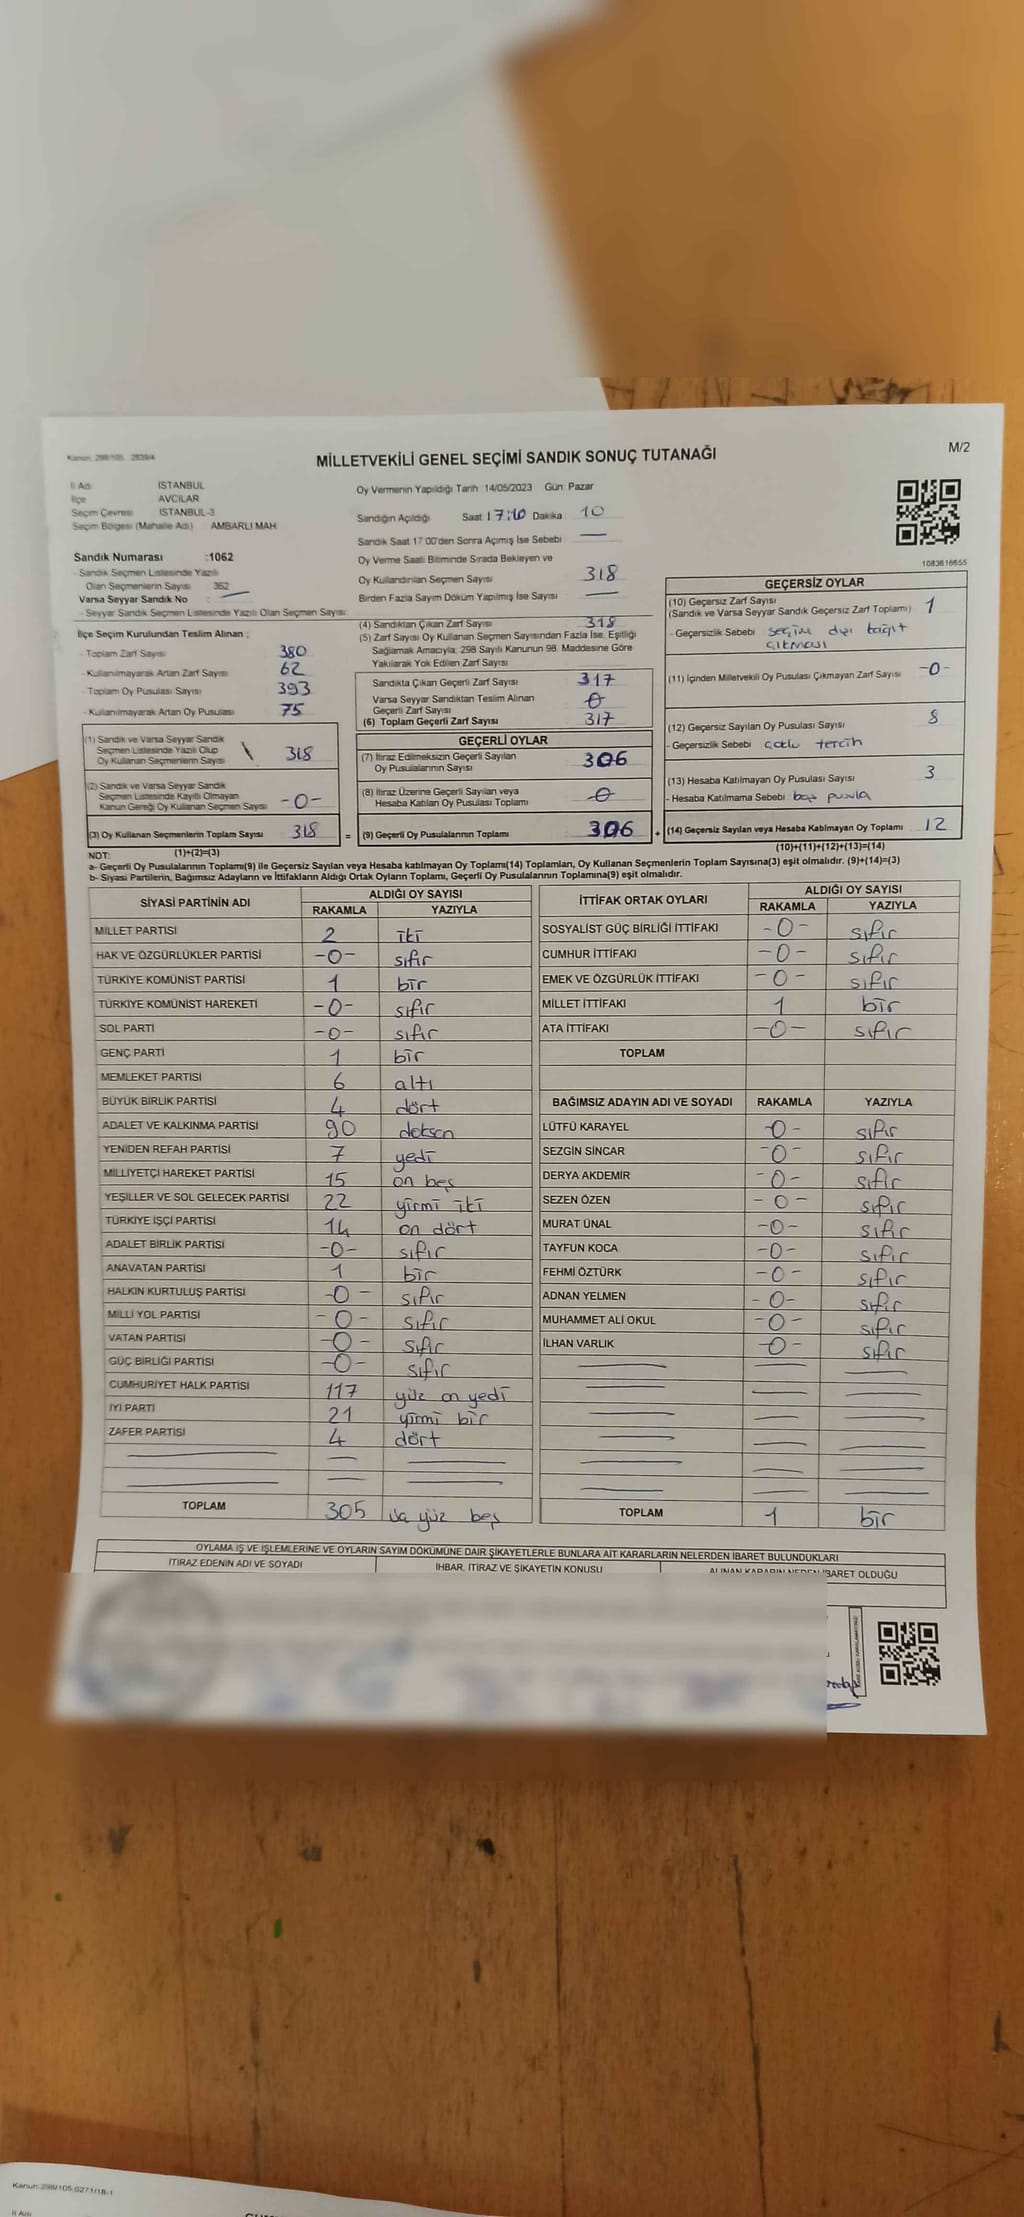 Kanun: 298/105 2839/4
M/2
MİLLETVEKİLİ GENEL SEÇİMİ SANDIK SONUÇ TUTANAĞI
İl Adı İSTANBUL
İlçe AVCILAR
Seçim Çevresi İSTANBUL-3
Seçim Bölgesi (Mahalle Adı) : AMBARLI MAH
Sandık Numarası :1062
- Sandık Seçmen Listesinde Yazılı
Olan Seçmenlerin Sayısı : 362
Varsa Seyyar Sandık No :
- Seyyar Sandık Seçmen Listesinde Yazılı Olan Seçmen Sayısı:
İlçe Seçim Kurulundan Teslim Alınan ;
- Toplam Zarf Sayısı 380
- Kullanılmayarak Artan Zarf Sayısı 62
- Toplam Oy Pusulası Sayısı 393
- Kullanılmayarak Artan Oy Pusulası 75
(1) Sandık ve Varsa Seyyar Sandık
Seçmen Listesinde Yazılı Olup
Oy Kullanan Seçmenlerin Sayısı 318
(2) Sandık ve Varsa Seyyar Sandık
Seçmen Listesinde Kayıtlı Olmayan
Kanun Gereği Oy Kullanan Seçmen Sayısı -0-
(3) Oy Kullanan Seçmenlerin Toplam Sayısı 318 =
(1)+(2)=(3)
Oy Vermenin Yapıldığı Tarih :14/05/2023 Gün: Pazar
Sandığın Açıldığı Saat 17:10 Dakika 10
Sandık Saat 17:00'den Sonra Açımış İse Sebebi —
Oy Verme Saati Bitiminde Sırada Bekleyen ve
Oy Kullandırılan Seçmen Sayısı 318
Birden Fazla Sayım Döküm Yapılmış İse Sayısı —
(4) Sandıktan Çıkan Zarf Sayısı 318
(5) Zarf Sayısı Oy Kullanan Seçmen Sayısından Fazla İse, Eşitliği
Sağlamak Amacıyla; 298 Sayılı Kanunun 98. Maddesine Göre
Yakılarak Yok Edilen Zarf Sayısı
Sandıkta Çıkan Geçerli Zarf Sayısı 317
Varsa Seyyar Sandıktan Teslim Alınan
Geçerli Zarf Sayısı 0
(6) Toplam Geçerli Zarf Sayısı 317
GEÇERLİ OYLAR
(7) İtiraz Edilmeksizin Geçerli Sayılan
Oy Pusulalarının Sayısı 306
(8) İtiraz Üzerine Geçerli Sayılan veya
Hesaba Katılan Oy Pusulası Toplamı 0
(9) Geçerli Oy Pusulalarının Toplamı 306 +
1083616655
GEÇERSİZ OYLAR
(10) Geçersiz Zarf Sayısı
(Sandık ve Varsa Seyyar Sandık Geçersiz Zarf Toplamı) 1
- Geçersizlik Sebebi seçim dışı kağıt
çıkması
(11) İçinden Milletvekili Oy Pusulası Çıkmayan Zarf Sayısı -0-
(12) Geçersiz Sayılan Oy Pusulası Sayısı 8
- Geçersizlik Sebebi çoklu tercih
(13) Hesaba Katılmayan Oy Pusulası Sayısı 3
- Hesaba Katılmama Sebebi boş pusula
(14) Geçersiz Sayılan veya Hesaba Katılmayan Oy Toplamı 12
(10)+(11)+(12)+(13)=(14)
NOT:
a- Geçerli Oy Pusulalarının Toplamı(9) ile Geçersiz Sayılan veya Hesaba katılmayan Oy Toplamı(14) Toplamları, Oy Kullanan Seçmenlerin Toplam Sayısına(3) eşit olmalıdır. (9)+(14)=(3)
b- Siyasi Partilerin, Bağımsız Adayların ve İttifakların Aldığı Ortak Oyların Toplamı, Geçerli Oy Pusulalarının Toplamına(9) eşit olmalıdır.
SİYASİ PARTİNİN ADI ALDIĞI OY SAYISI
RAKAMLA YAZIYLA
MİLLET PARTİSİ 2 iki
HAK VE ÖZGÜRLÜKLER PARTİSİ -0- sıfır
TÜRKİYE KOMÜNİST PARTİSİ 1 bir
TÜRKİYE KOMÜNİST HAREKETİ -0- sıfır
SOL PARTİ -0- sıfır
GENÇ PARTİ 1 bir
MEMLEKET PARTİSİ 6 altı
BÜYÜK BİRLİK PARTİSİ 4 dört
ADALET VE KALKINMA PARTİSİ 90 doksan
YENİDEN REFAH PARTİSİ 7 yedi
MİLLİYETÇİ HAREKET PARTİSİ 15 on beş
YEŞİLLER VE SOL GELECEK PARTİSİ 22 yirmi iki
TÜRKİYE İŞÇİ PARTİSİ 14 on dört
ADALET BİRLİK PARTİSİ -0- sıfır
ANAVATAN PARTİSİ 1 bir
HALKIN KURTULUŞ PARTİSİ -0- sıfır
MİLLİ YOL PARTİSİ -0- sıfır
VATAN PARTİSİ -0- sıfır
GÜÇ BİRLİĞİ PARTİSİ -0- sıfır
CUMHURİYET HALK PARTİSİ 117 yüz on yedi
İYİ PARTİ 21 yirmi bir
ZAFER PARTİSİ 4 dört
TOPLAM 305 üç yüz beş
İTTİFAK ORTAK OYLARI ALDIĞI OY SAYISI
RAKAMLA YAZIYLA
SOSYALİST GÜÇ BİRLİĞİ İTTİFAKI -0- sıfır
CUMHUR İTTİFAKI -0- sıfır
EMEK VE ÖZGÜRLÜK İTTİFAKI -0- sıfır
MİLLET İTTİFAKI 1 bir
ATA İTTİFAKI -0- sıfır
TOPLAM
BAĞIMSIZ ADAYIN ADI VE SOYADI RAKAMLA YAZIYLA
LÜTFÜ KARAYEL -0- sıfır
SEZGİN SİNCAR -0- sıfır
DERYA AKDEMİR -0- sıfır
SEZEN ÖZEN -0- sıfır
MURAT ÜNAL -0- sıfır
TAYFUN KOCA -0- sıfır
FEHMİ ÖZTÜRK -0- sıfır
ADNAN YELMEN -0- sıfır
MUHAMMET ALİ OKUL -0- sıfır
İLHAN VARLIK -0- sıfır
TOPLAM 1 bir
OYLAMA İŞ VE İŞLEMLERİNE VE OYLARIN SAYIM DÖKÜMÜNE DAİR ŞİKAYETLERLE BUNLARA AİT KARARLARIN NELERDEN İBARET BULUNDUKLARI
İTİRAZ EDENİN ADI VE SOYADI İHBAR, İTİRAZ VE ŞİKAYETİN KONUSU ALINAN KARARIN NEDEN İBARET OLDUĞU
Kanun:298/105,6271/18-1
İl Adı